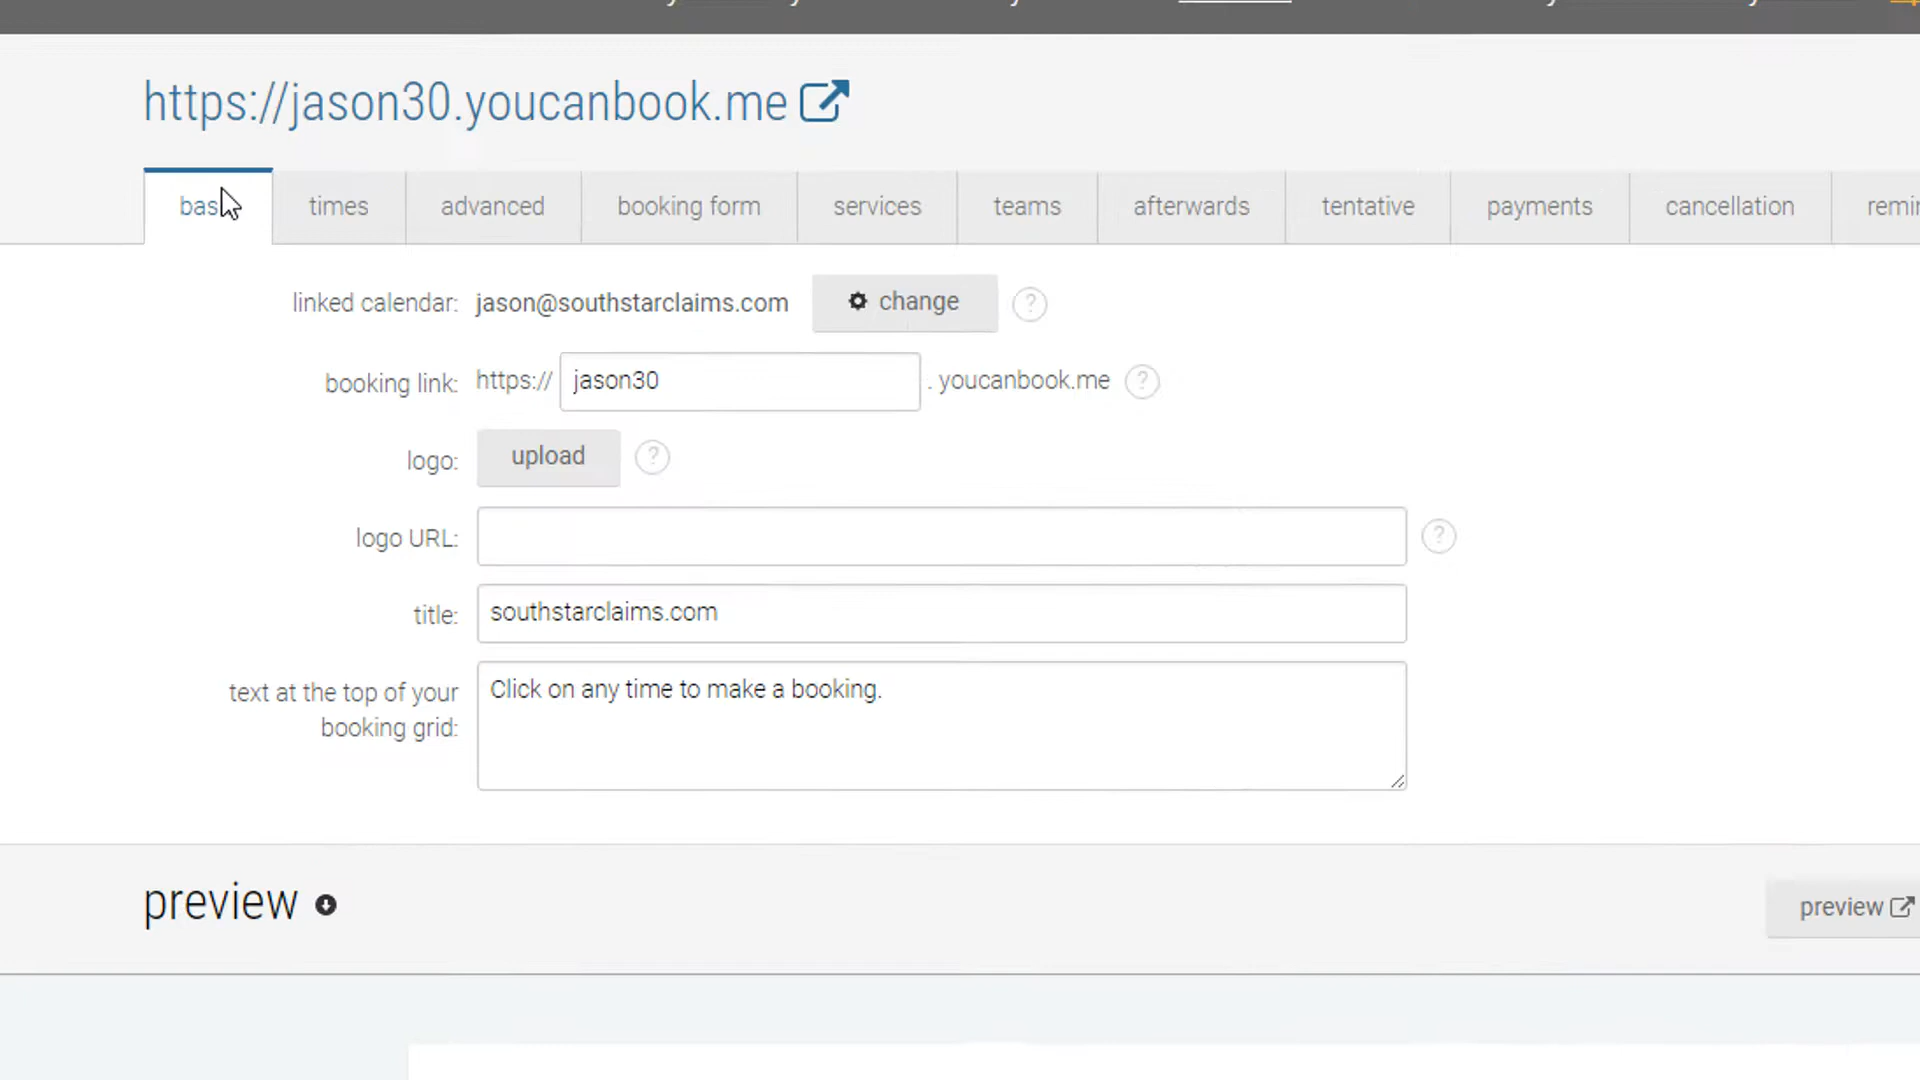 https://jason30.youcanbook.me
times advanced booking form services teams afterwards tentative payments cancellation
linked calendar: jason@southstarclaims.com change ?
booking link: https:// jason30 . youcanbook.me ?
logo: upload ?
logo URL: ?
title: southstarclaims.com
text at the top of your
booking grid:
Click on any time to make a booking.
preview
preview